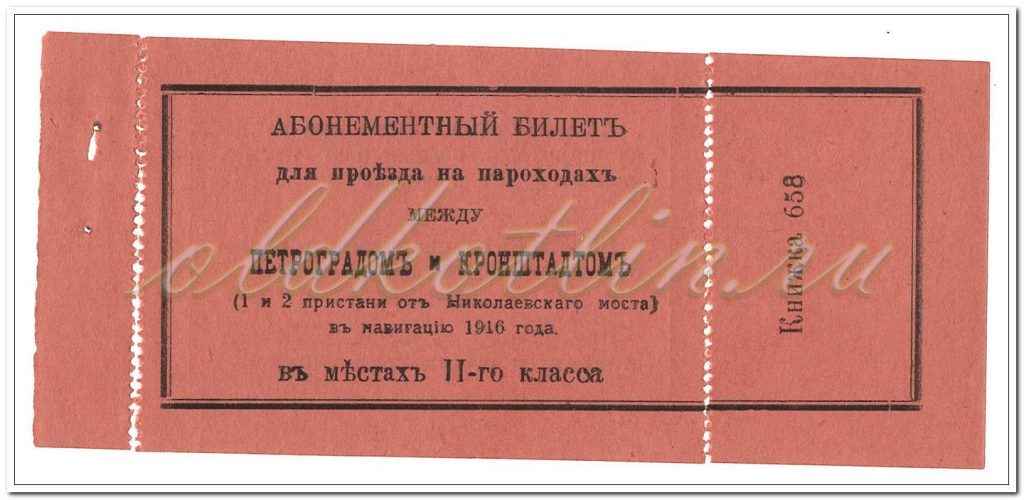 АБОНЕМЕНТНЫЙ БИЛЕТЪ
для проѣзда на пароходахъ
МЕЖДУ
ПЕТРОГРАДОМЪ и КРОНШТАДТОМЪ
(1 и 2 пристани отъ Николаевскаго моста)
въ навигацію 1916 года.
въ мѣстахъ II-го класса
Книжка 658
oldkotlin.ru